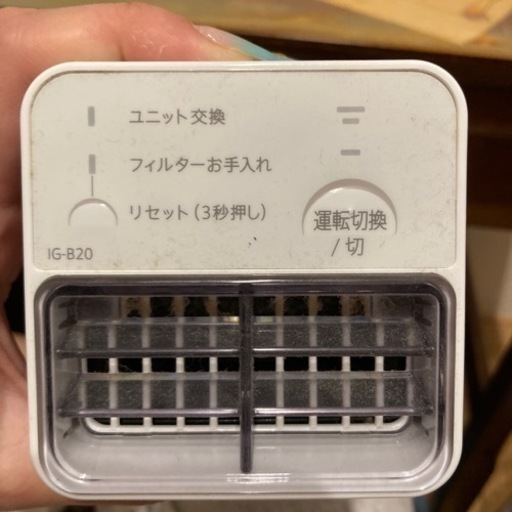 ユニット交換
フィルターお手入れ
リセット(3秒押し)
運転切換
/ 切
IG-B20